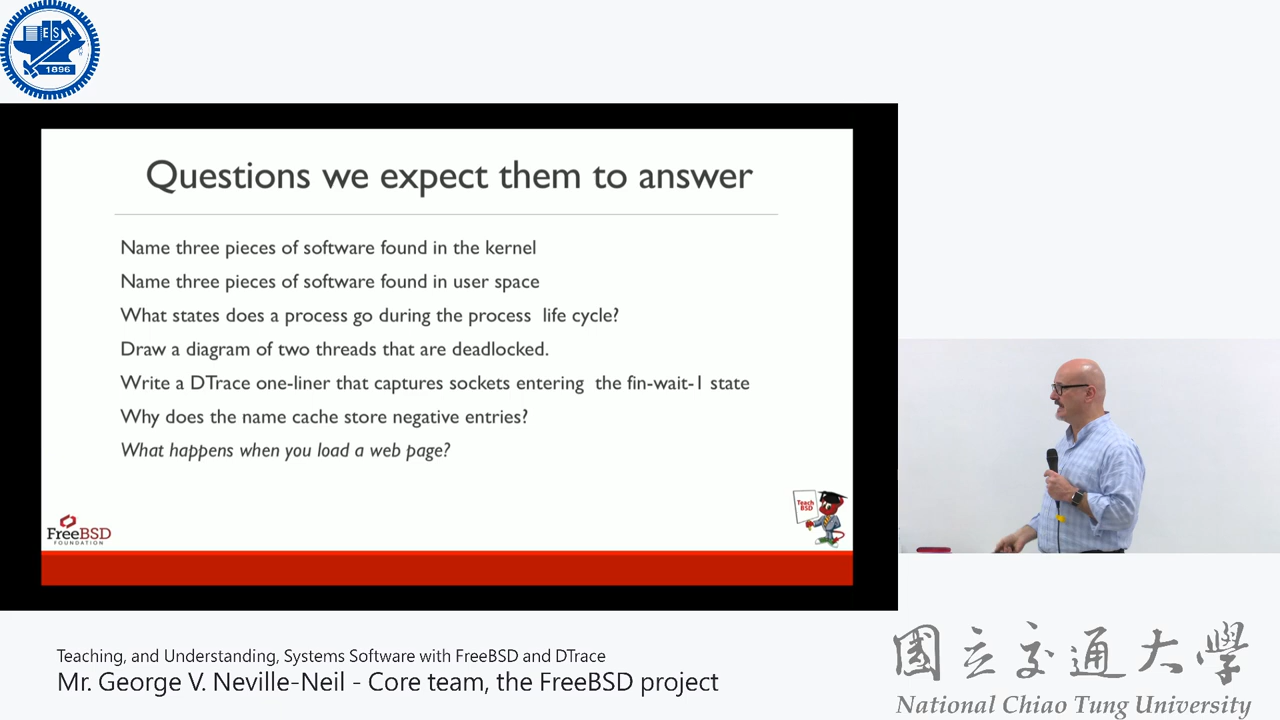 ESA
1896
Questions we expect them to answer
Name three pieces of software found in the kernel
Name three pieces of software found in user space
What states does a process go during the process life cycle?
Draw a diagram of two threads that are deadlocked.
Write a DTrace one-liner that captures sockets entering the fin-wait-1 state
Why does the name cache store negative entries?
What happens when you load a web page?
FreeBSD
FOUNDATION
Teach
BSD
Teaching, and Understanding, Systems Software with FreeBSD and DTrace
Mr. George V. Neville-Neil - Core team, the FreeBSD project
國立交通大學
National Chiao Tung University